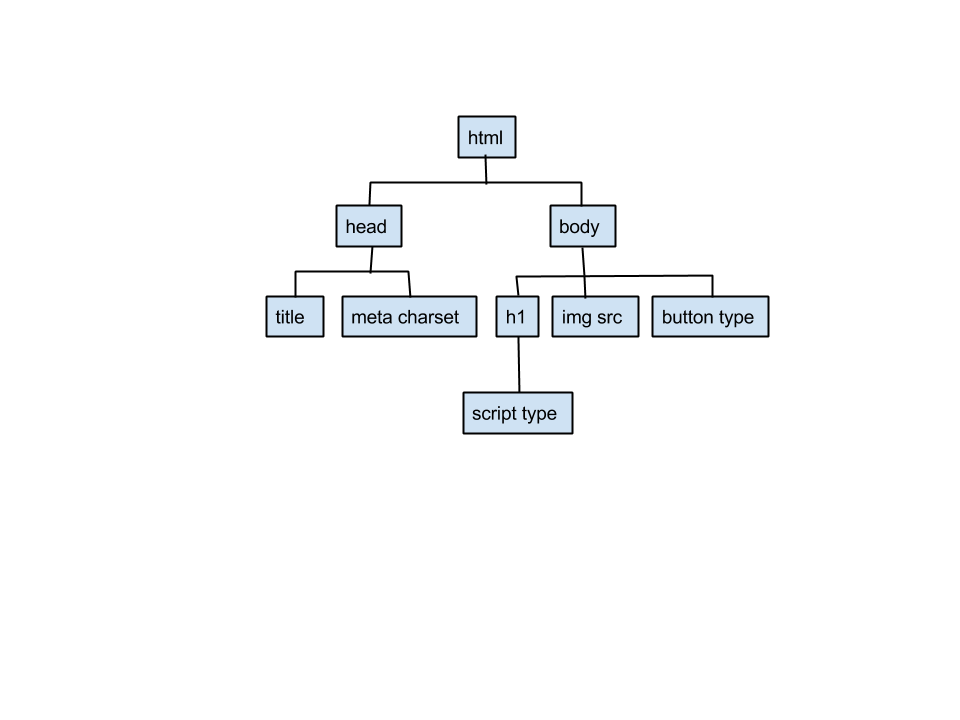 html
head
body
title
meta charset
h1
img src
button type
script type